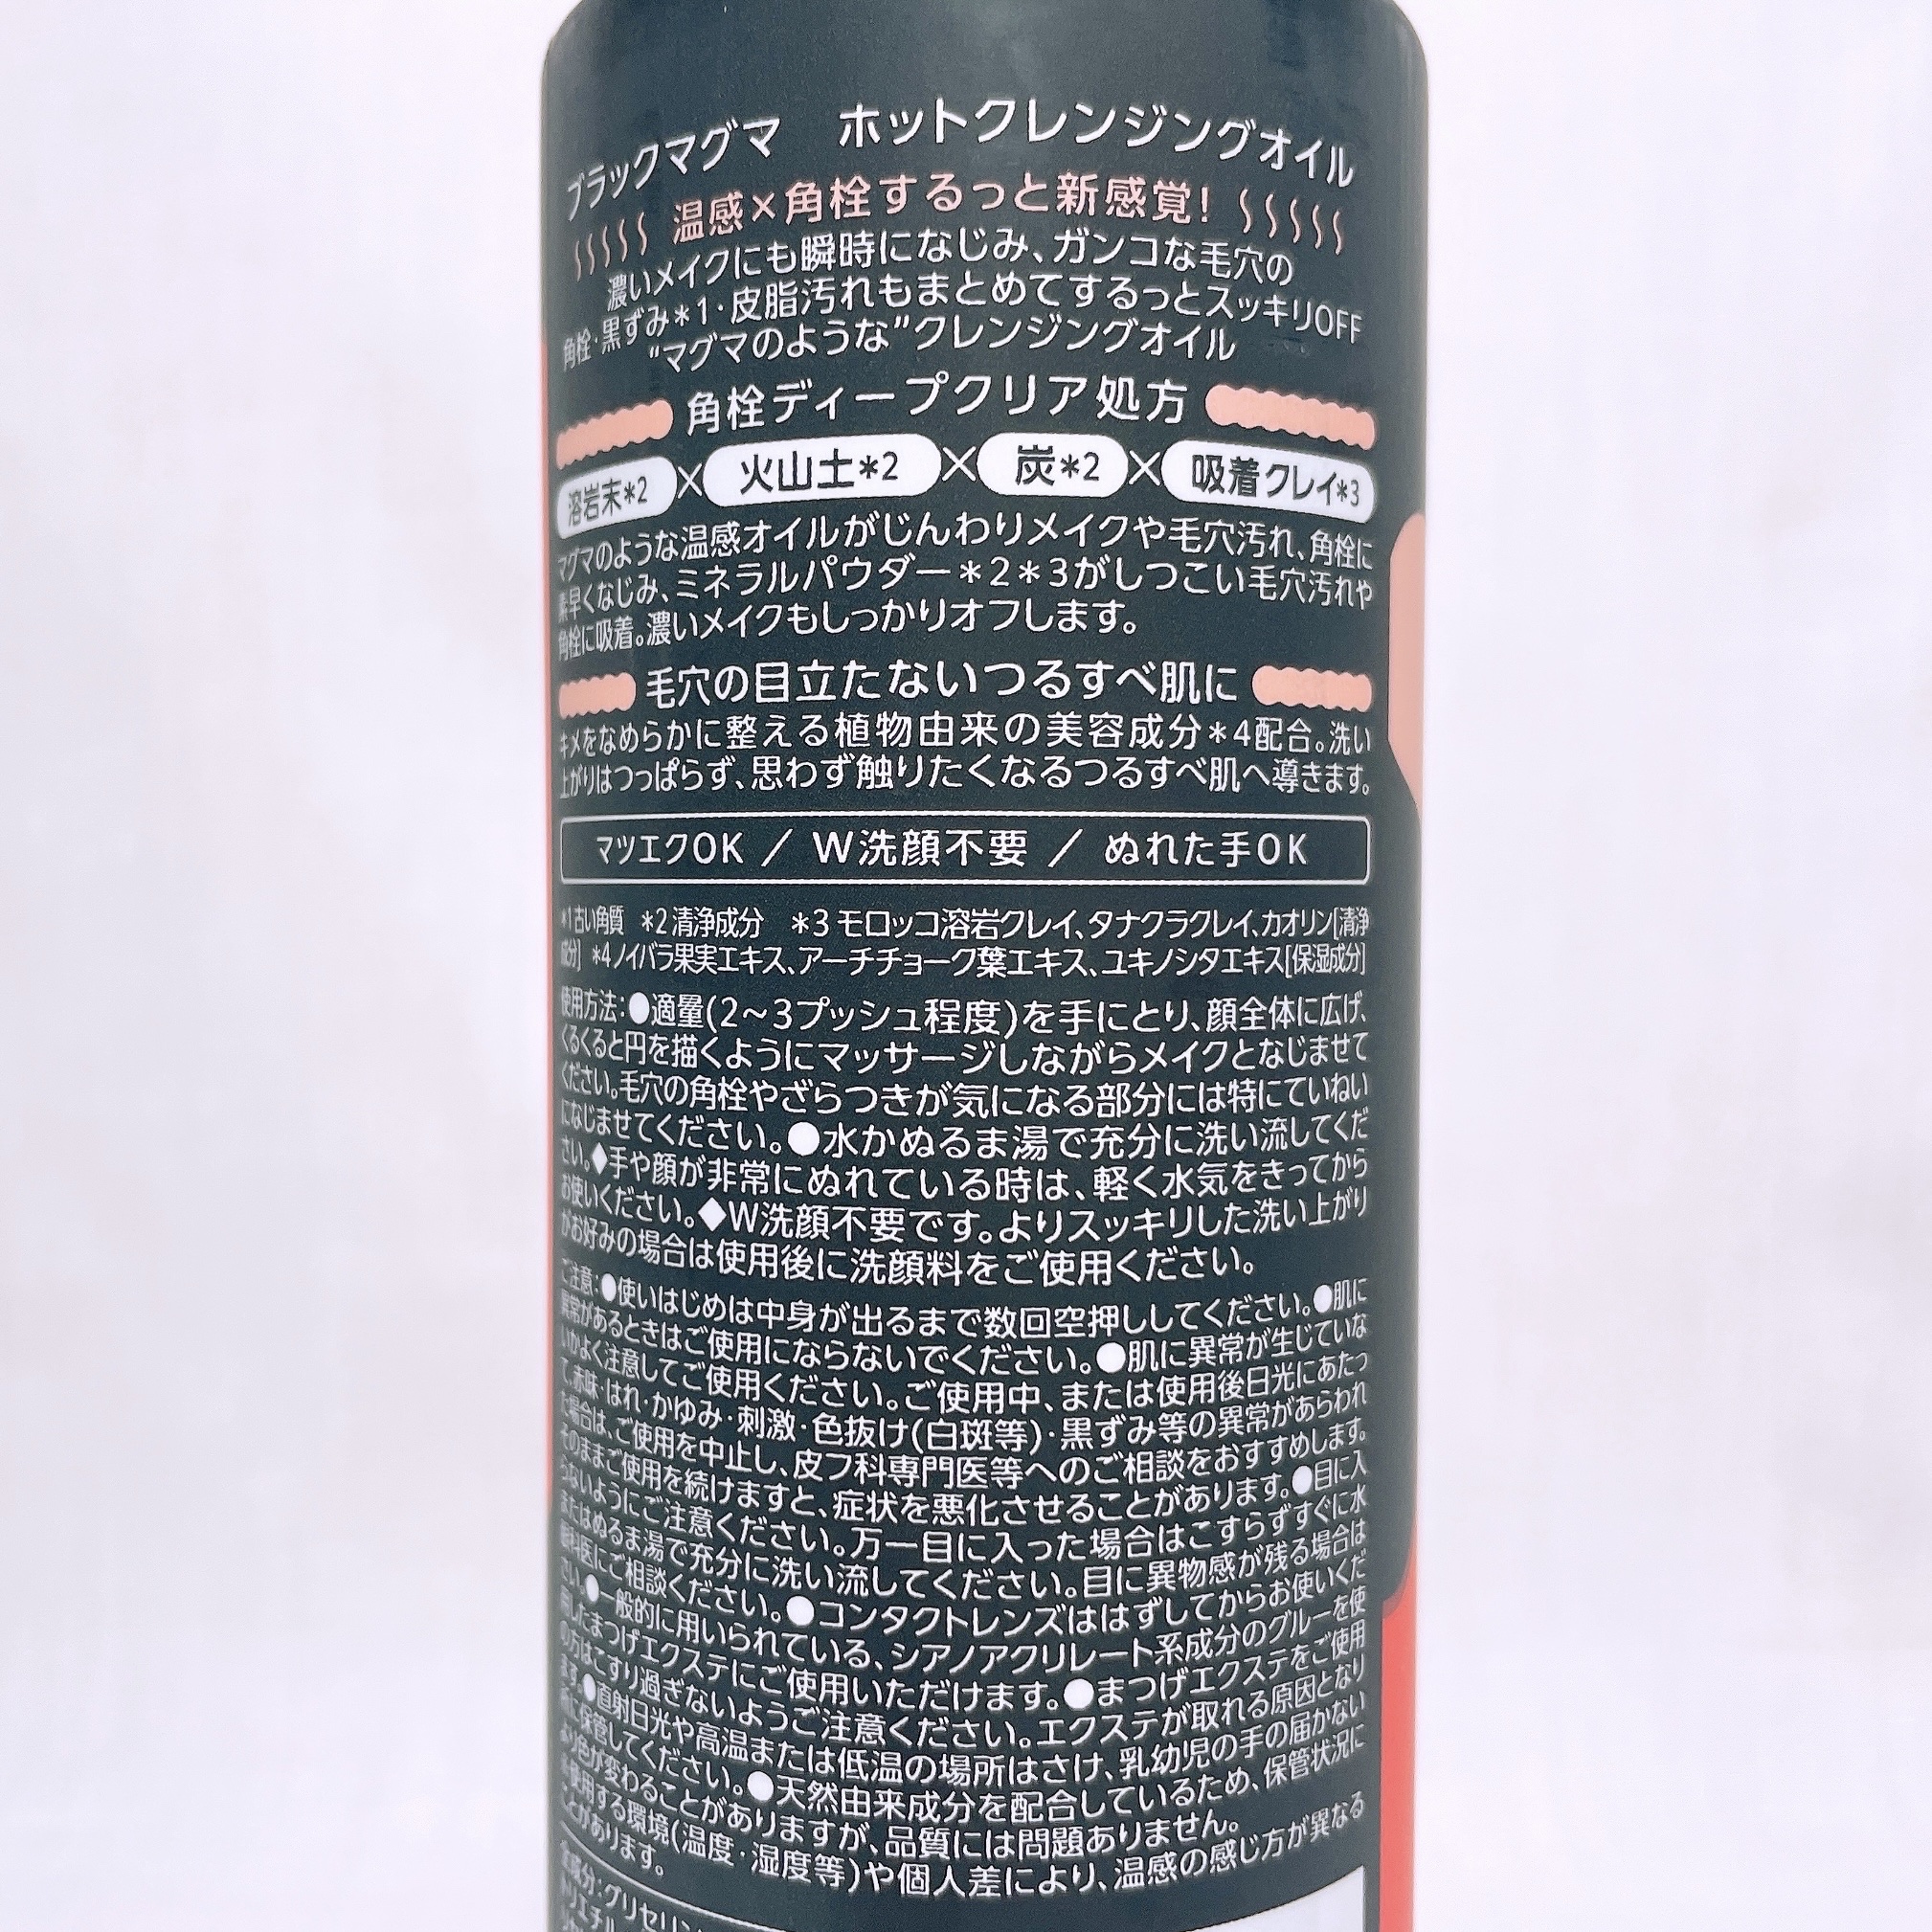 ブラックマグマ　ホットクレンジングオイル
温感×角栓するっと新感覚!
濃いメイクにも瞬時になじみ、ガンコな毛穴の
角栓・黒ずみ*1・皮脂汚れもまとめてするっとスッキリOFF
"マグマのような"クレンジングオイル
角栓ディープクリア処方
溶岩末*2×火山土*2×炭*2×吸着クレイ*3
マグマのような温感オイルがじんわりメイクや毛穴汚れ、角栓に
素早くなじみ、ミネラルパウダー*2*3がしつこい毛穴汚れや
角栓に吸着。濃いメイクもしっかりオフします。
毛穴の目立たないつるすべ肌に
キメをなめらかに整える植物由来の美容成分*4配合。洗い
上がりはつっぱらず、思わず触りたくなるつるすべ肌へ導きます。
マツエクOK ／ W洗顔不要 ／ ぬれた手OK
*1 古い角質　*2 清浄成分　*3 モロッコ溶岩クレイ、タナクラクレイ、カオリン[清浄
成分]　*4 ノイバラ果実エキス、アーチチョーク葉エキス、ユキノシタエキス[保湿成分]
使用方法:●適量(2～3プッシュ程度)を手にとり、顔全体に広げ、
くるくると円を描くようにマッサージしながらメイクとなじませて
ください。毛穴の角栓やざらつきが気になる部分には特にていねい
になじませてください。●水かぬるま湯で充分に洗い流してくだ
さい。◆手や顔が非常にぬれている時は、軽く水気をきってから
お使いください。◆W洗顔不要です。よりスッキリした洗い上がり
がお好みの場合は使用後に洗顔料をご使用ください。
ご注意:●使いはじめは中身が出るまで数回空押ししてください。●肌に
異常があるときはご使用にならないでください。●肌に異常が生じていな
いかよく注意してご使用ください。ご使用中、または使用後日光にあたっ
て、赤味・はれ・かゆみ・刺激・色抜け(白斑等)・黒ずみ等の異常があらわれ
た場合は、ご使用を中止し、皮フ科専門医等へのご相談をおすすめします。
そのままご使用を続けますと、症状を悪化させることがあります。●目に入
らないようにご注意ください。万一目に入った場合はこすらずすぐに水
またはぬるま湯で充分に洗い流してください。目に異物感が残る場合は
眼科医にご相談ください。●コンタクトレンズははずしてからお使いくだ
さい。●一般的に用いられている、シアノアクリレート系成分のグルーを使
用したまつげエクステにご使用いただけます。●まつげエクステをご使用
の方はこすり過ぎないようご注意ください。エクステが取れる原因となり
ます。●直射日光や高温または低温の場所はさけ、乳幼児の手の届かない
所に保管してください。●天然由来成分を配合しているため、保管状況に
より色が変わることがありますが、品質には問題ありません。
使用する環境(温度・湿度等)や個人差により、温感の感じ方が異なる
ことがあります。
全成分:グリセリン